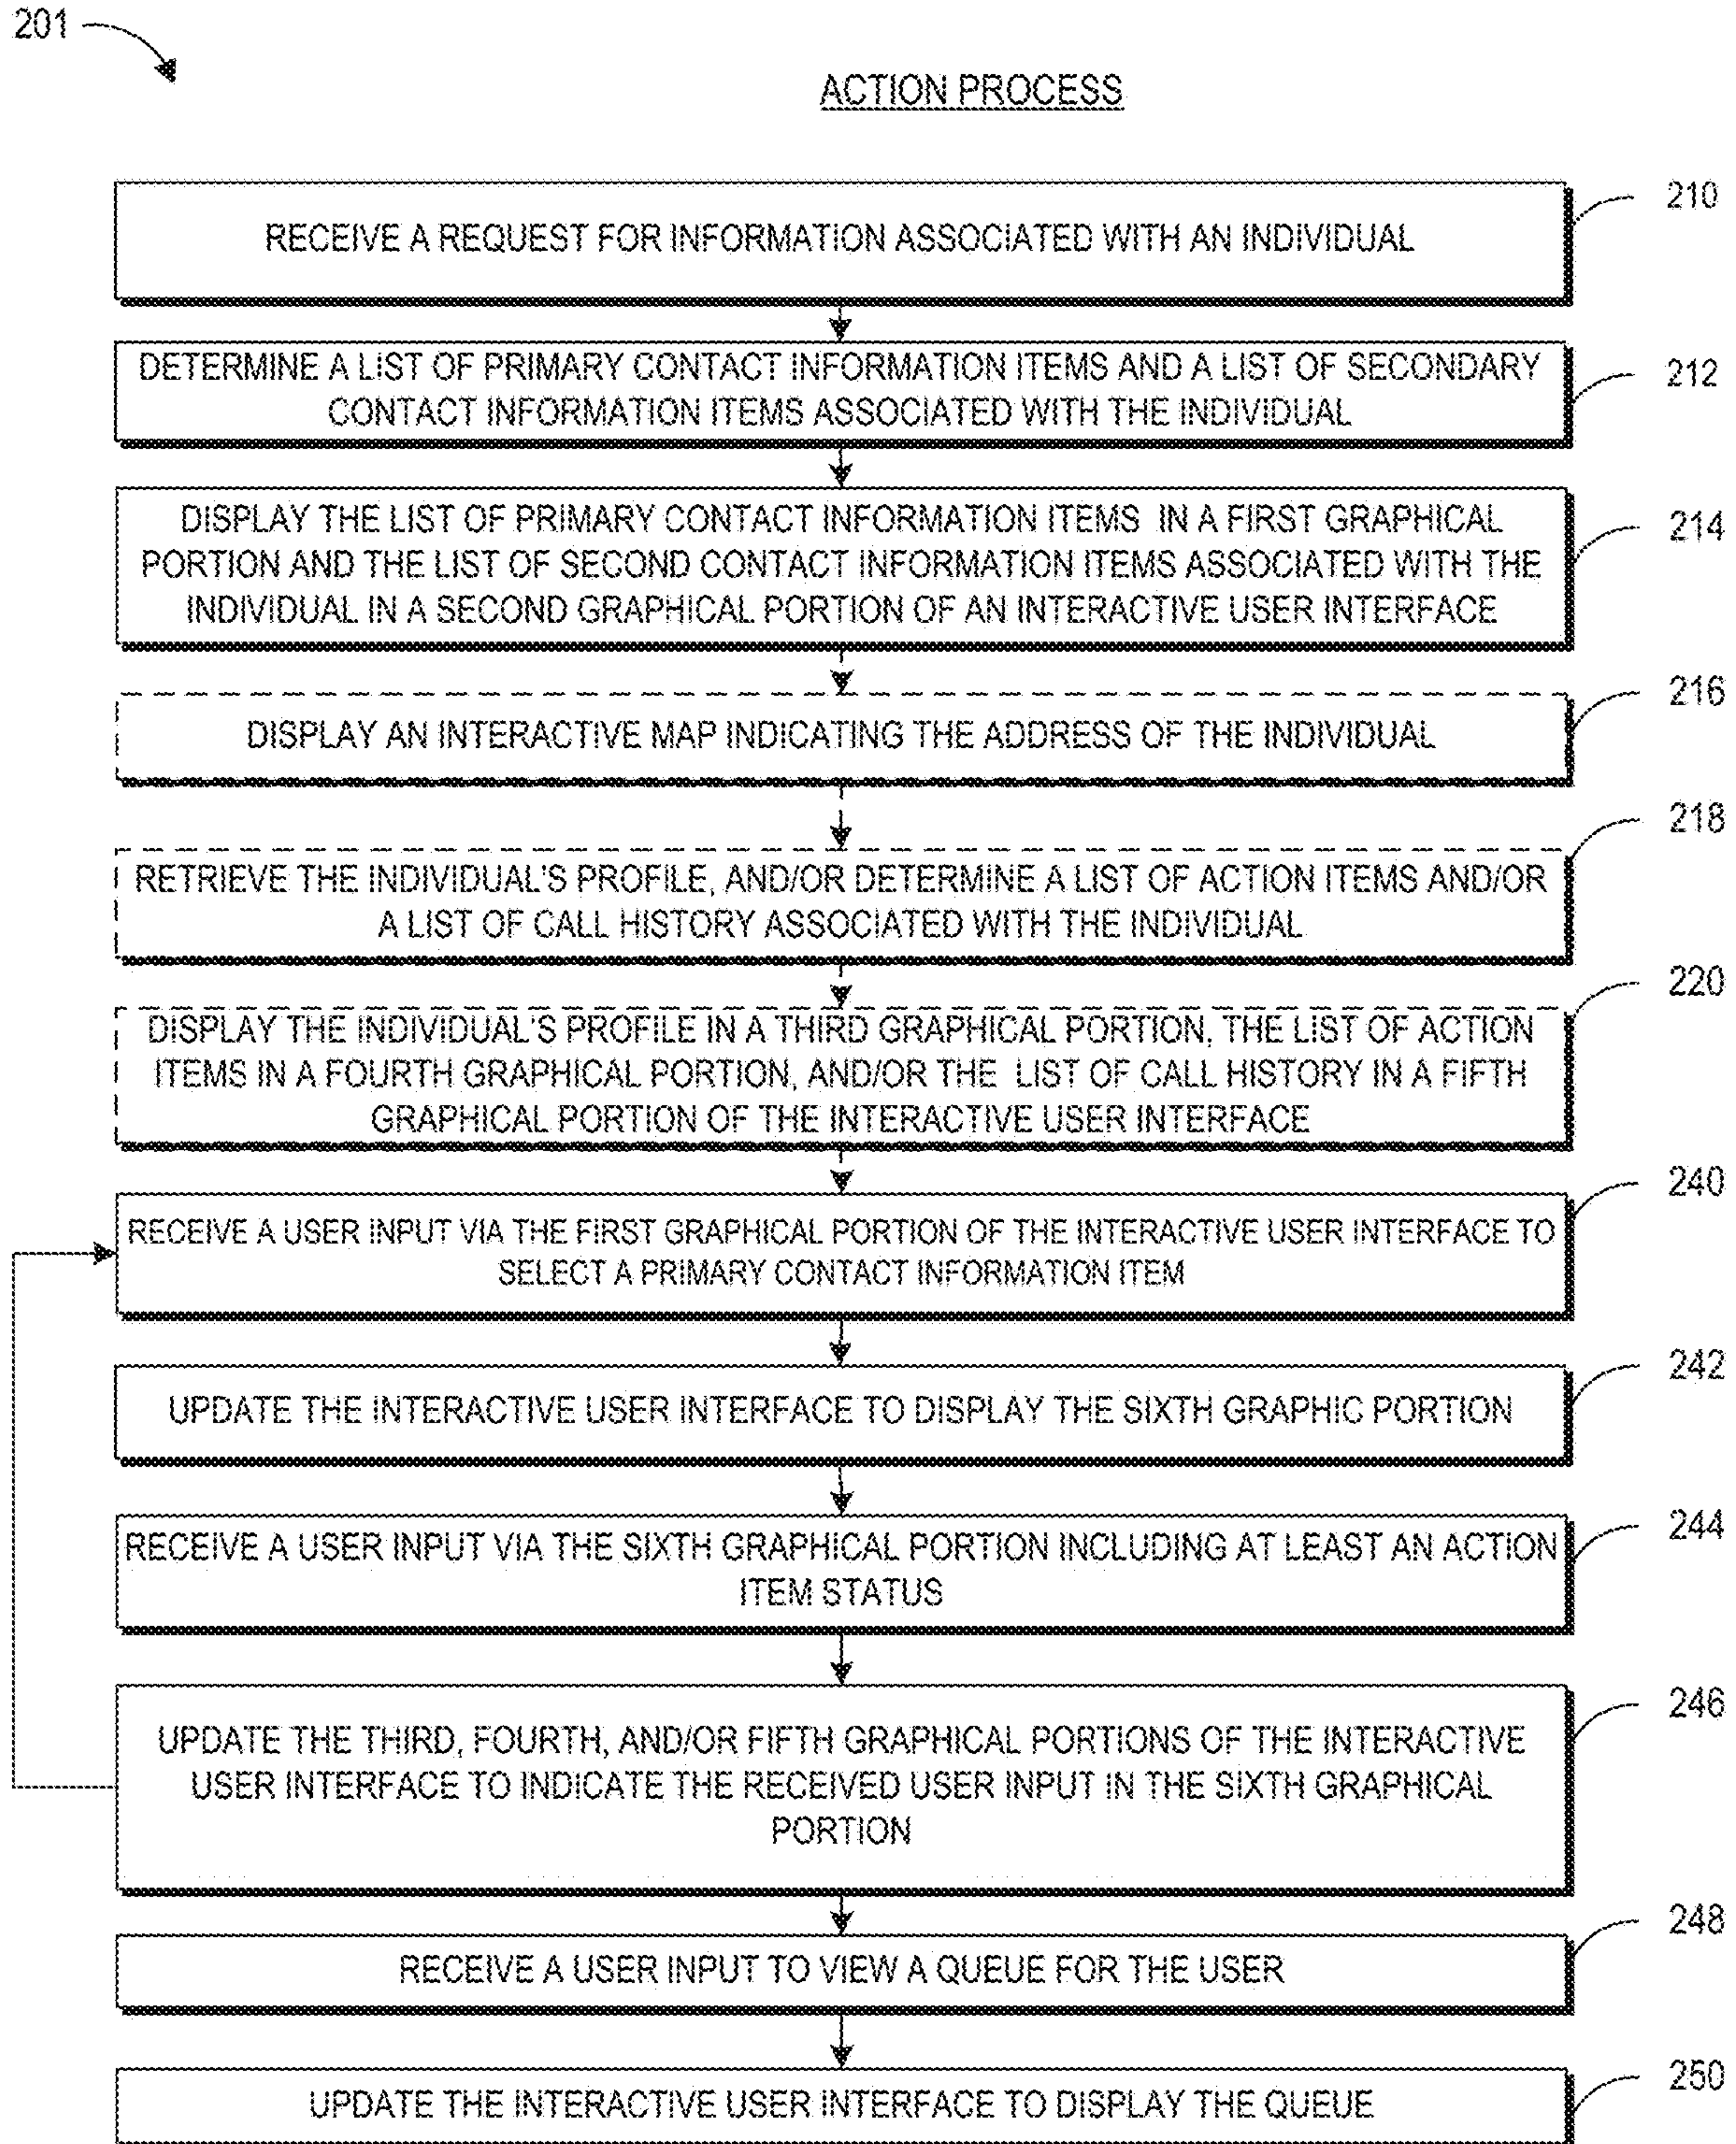 201
ACTION PROCESS
210
RECEIVE A REQUEST FOR INFORMATION ASSOCIATED WITH AN INDIVIDUAL
212
DETERMINE A LIST OF PRIMARY CONTACT INFORMATION ITEMS AND A LIST OF SECONDARY
CONTACT INFORMATION ITEMS ASSOCIATED WITH THE INDIVIDUAL
214
DISPLAY THE LIST OF PRIMARY CONTACT INFORMATION ITEMS IN A FIRST GRAPHICAL
PORTION AND THE LIST OF SECOND CONTACT INFORMATION ITEMS ASSOCIATED WITH THE
INDIVIDUAL IN A SECOND GRAPHICAL PORTION OF AN INTERACTIVE USER INTERFACE
216
DISPLAY AN INTERACTIVE MAP INDICATING THE ADDRESS OF THE INDIVIDUAL
218
RETRIEVE THE INDIVIDUAL'S PROFILE, AND/OR DETERMINE A LIST OF ACTION ITEMS AND/OR
A LIST OF CALL HISTORY ASSOCIATED WITH THE INDIVIDUAL
220
DISPLAY THE INDIVIDUAL'S PROFILE IN A THIRD GRAPHICAL PORTION, THE LIST OF ACTION
ITEMS IN A FOURTH GRAPHICAL PORTION, AND/OR THE LIST OF CALL HISTORY IN A FIFTH
GRAPHICAL PORTION OF THE INTERACTIVE USER INTERFACE
240
RECEIVE A USER INPUT VIA THE FIRST GRAPHICAL PORTION OF THE INTERACTIVE USER INTERFACE TO
SELECT A PRIMARY CONTACT INFORMATION ITEM
242
UPDATE THE INTERACTIVE USER INTERFACE TO DISPLAY THE SIXTH GRAPHIC PORTION
244
RECEIVE A USER INPUT VIA THE SIXTH GRAPHICAL PORTION INCLUDING AT LEAST AN ACTION
ITEM STATUS
246
UPDATE THE THIRD, FOURTH, AND/OR FIFTH GRAPHICAL PORTIONS OF THE INTERACTIVE
USER INTERFACE TO INDICATE THE RECEIVED USER INPUT IN THE SIXTH GRAPHICAL
PORTION
248
RECEIVE A USER INPUT TO VIEW A QUEUE FOR THE USER
250
UPDATE THE INTERACTIVE USER INTERFACE TO DISPLAY THE QUEUE